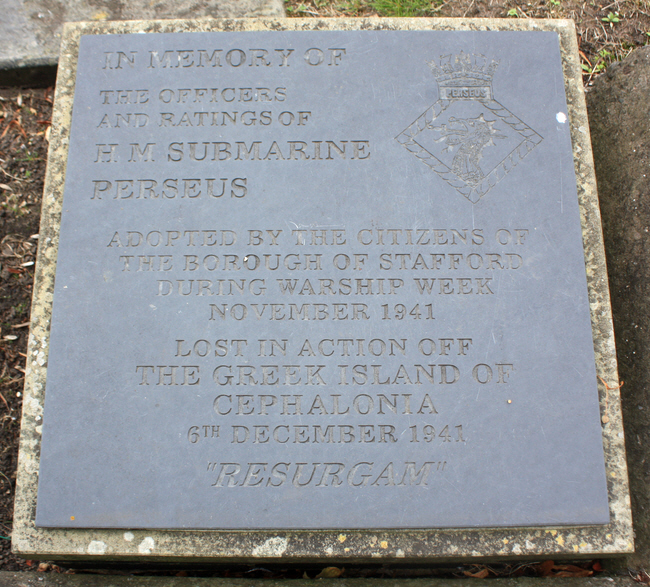 IN MEMORY OF
THE OFFICERS
AND RATINGS OF
H M SUBMARINE
PERSEUS
PERSEUS
ADOPTED BY THE CITIZENS OF
THE BOROUGH OF STAFFORD
DURING WARSHIP WEEK
NOVEMBER 1941
LOST IN ACTION OFF
THE GREEK ISLAND OF
CEPHALONIA
6TH DECEMBER 1941
"RESURGAM"